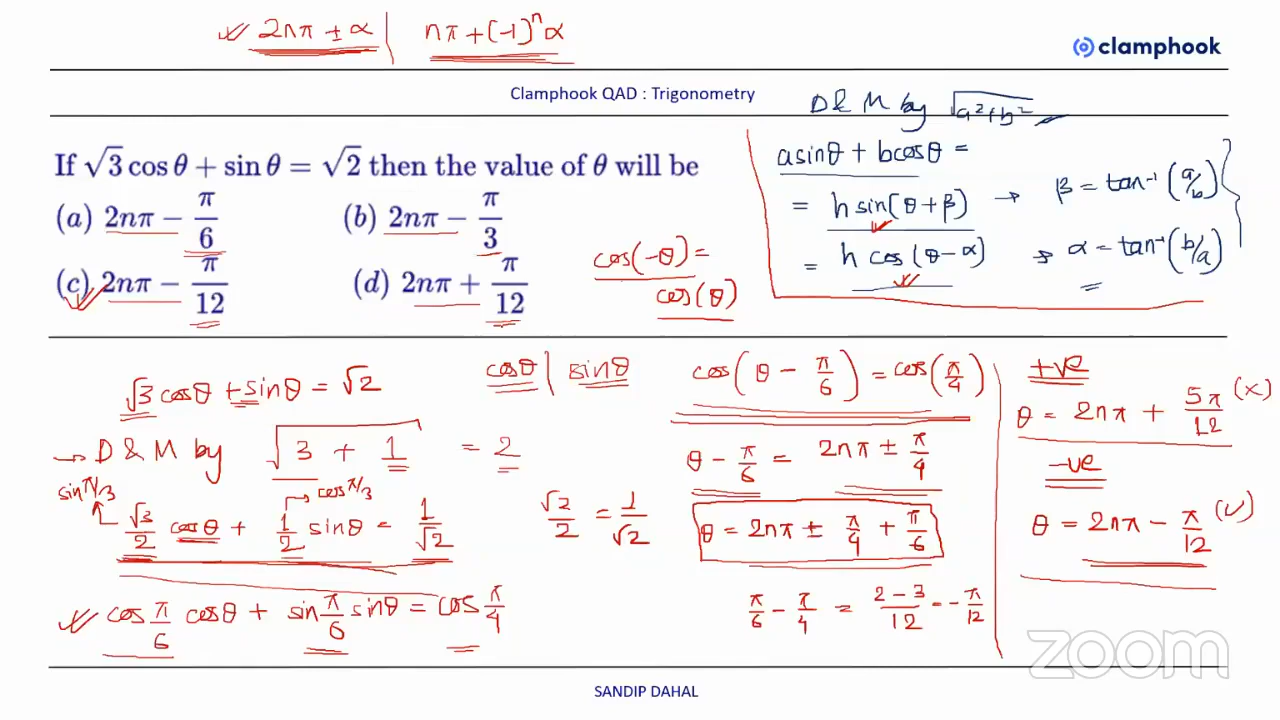 2nπ ± α | nπ + (-1)ⁿ α
clamphook
Clamphook QAD : Trigonometry
D & M by √(a² + b²)
If √3 cos θ + sin θ = √2 then the value of θ will be
(a) 2nπ − π/6 (b) 2nπ − π/3
(c) 2nπ − π/12 (d) 2nπ + π/12
cos(-θ) =
cos(θ)
a sinθ + b cosθ =
= h sin(θ + β) → β = tan⁻¹(a/b)
= h cos(θ − α) → α = tan⁻¹(b/a)
√3 cosθ + sinθ = √2
cosθ | sinθ
→ D & M by √(3 + 1) = 2
sin π/3
cos π/3
√3/2 cosθ + 1/2 sinθ = 1/√2
√2/2 = 1/√2
cos π/6 cosθ + sin π/6 sinθ = cos π/4
cos(θ − π/6) = cos(π/4)
θ − π/6 = 2nπ ± π/4
θ = 2nπ ± π/4 + π/6
π/6 − π/4 = (2 − 3)/12 = − π/12
+ve
θ = 2nπ + 5π/12 (×)
−ve
θ = 2nπ − π/12 (✓)
zoom
SANDIP DAHAL